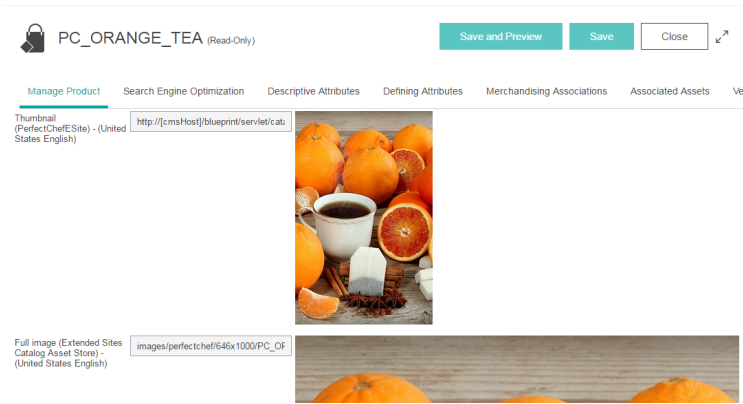 PC_ORANGE_TEA (Read-Only)
Save and Preview
Save
Close
Manage Product
Search Engine Optimization
Descriptive Attributes
Defining Attributes
Merchandising Associations
Associated Assets
Ve
Thumbnail
(PerfectChefESite) - (United
States English)
http://[cmsHost]/blueprint/servlet/cata
Full image (Extended Sites
Catalog Asset Store) -
(United States English)
images/perfectchef/646x1000/PC_OF